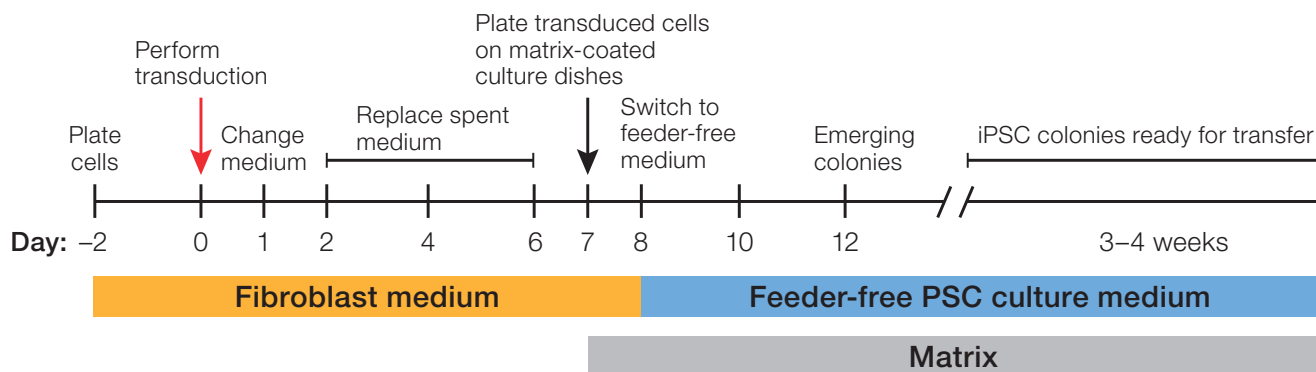 Plate transduced cells
on matrix-coated
culture dishes
Perform
transduction
Replace spent
medium
Switch to
feeder-free
medium
Plate
cells
Change
medium
Emerging
colonies
iPSC colonies ready for transfer
Day: –2 0 1 2 4 6 7 8 10 12 3–4 weeks
Fibroblast medium
Feeder-free PSC culture medium
Matrix